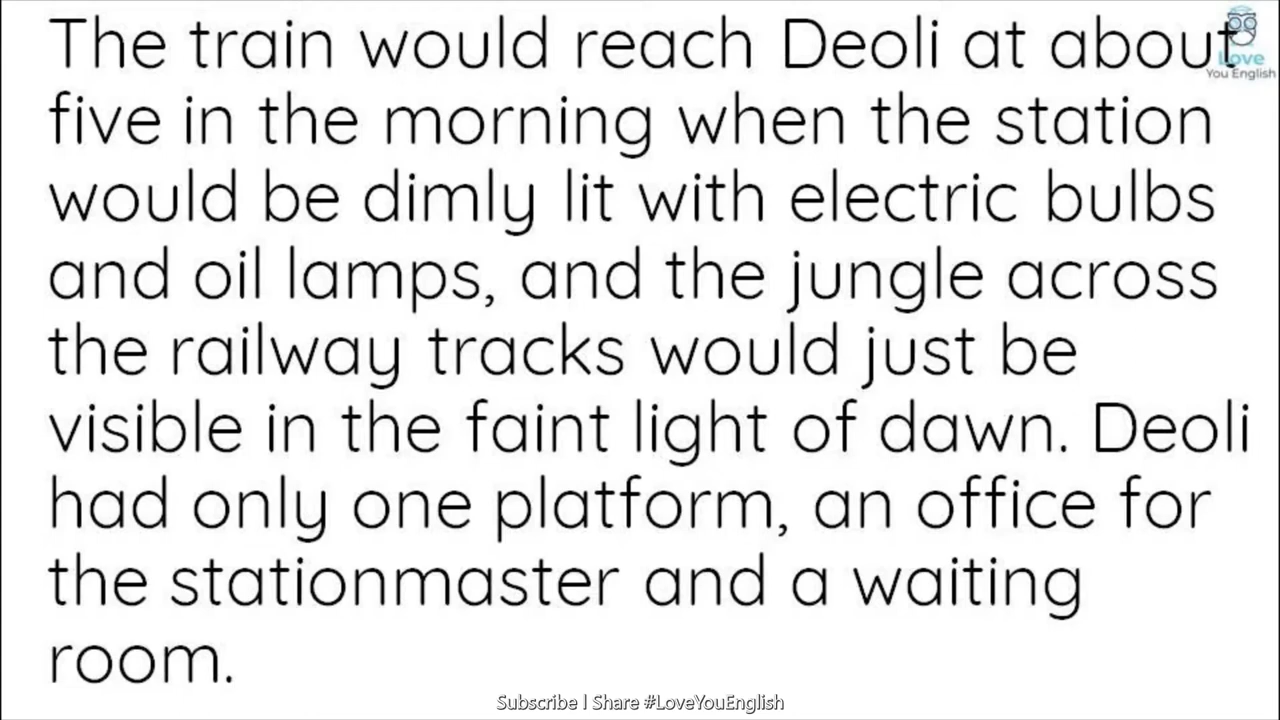 The train would reach Deoli at about
five in the morning when the station
would be dimly lit with electric bulbs
and oil lamps, and the jungle across
the railway tracks would just be
visible in the faint light of dawn. Deoli
had only one platform, an office for
the stationmaster and a waiting
room.
Love
You English
Subscribe | Share #LoveYouEnglish